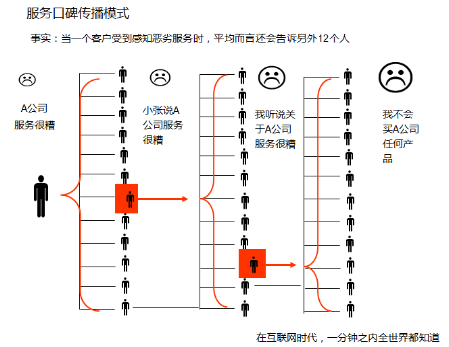 服务口碑传播模式
事实：当一个客户受到感知恶劣服务时，平均而言还会告诉另外12个人
A公司
服务很糟
小张说A
公司服务
很糟
我听说关
于A公司
服务很糟
我不会
买A公司
任何产
品
在互联网时代，一分钟之内全世界都知道